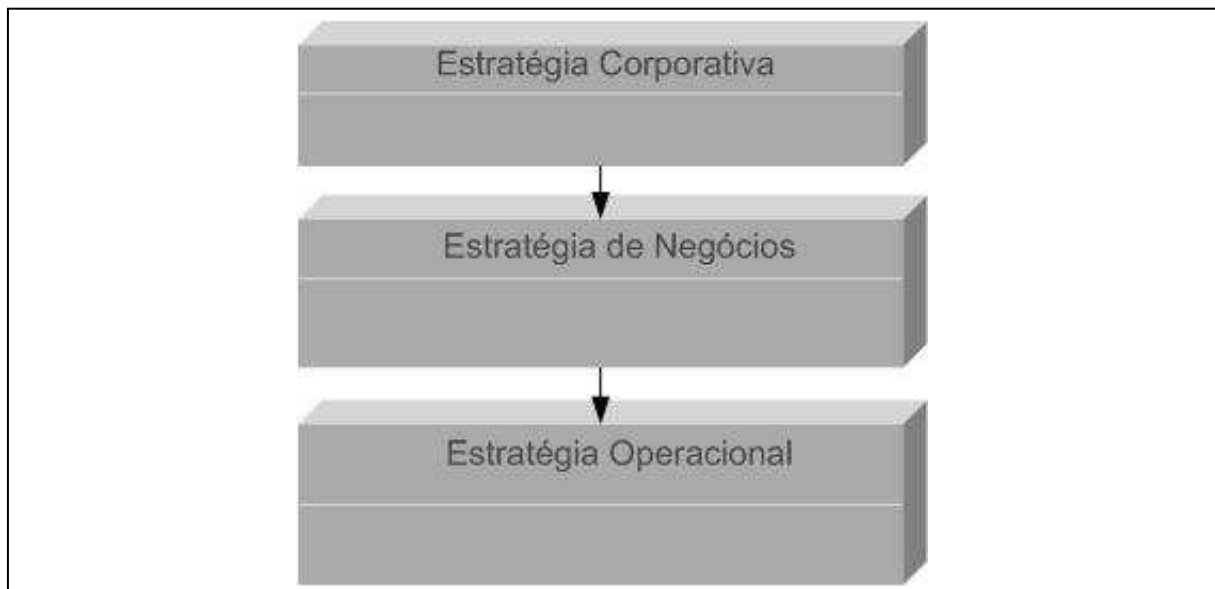 Estratégia Corporativa
Estratégia de Negócios
Estratégia Operacional